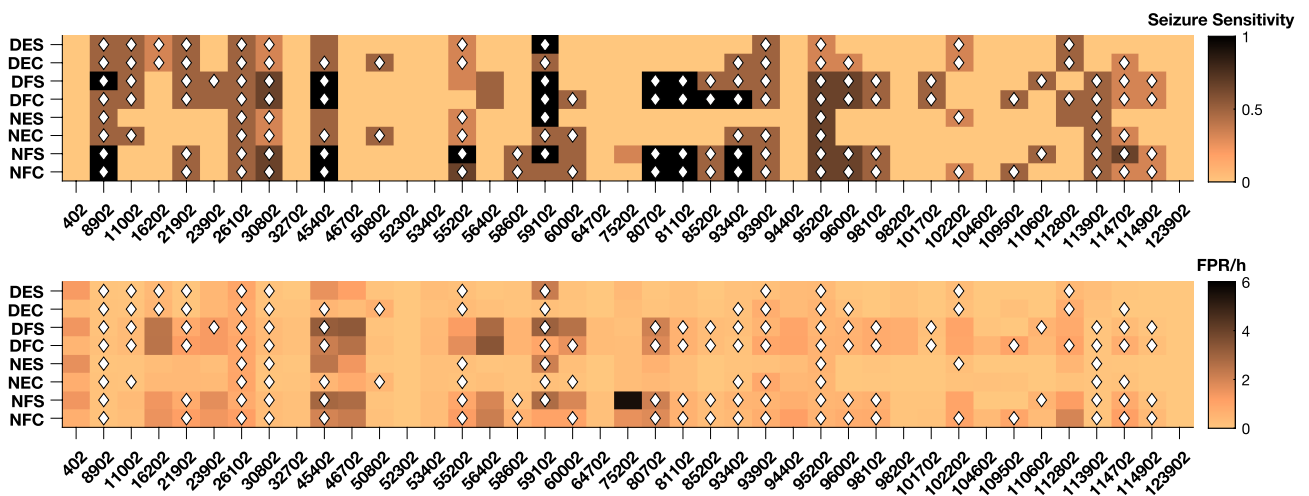 Seizure Sensitivity
DES
DEC
DFS
DFC
NES
NEC
NFS
NFC
1
0.5
0
402 8902 11002 16202 21902 23902 26102 30802 32702 45402 46702 50802 52302 53402 55202 56402 58602 59102 60002 64702 75202 80702 81102 85202 93402 93902 94402 95202 96002 98102 98202 101702 102202 104602 109502 110602 112802 113902 114702 114902 123902
FPR/h
DES
DEC
DFS
DFC
NES
NEC
NFS
NFC
6
4
2
0
402 8902 11002 16202 21902 23902 26102 30802 32702 45402 46702 50802 52302 53402 55202 56402 58602 59102 60002 64702 75202 80702 81102 85202 93402 93902 94402 95202 96002 98102 98202 101702 102202 104602 109502 110602 112802 113902 114702 114902 123902